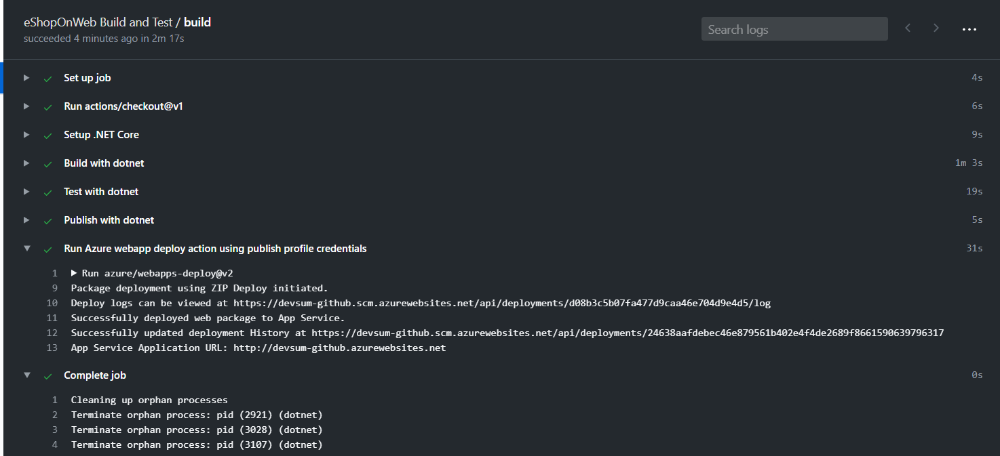 eShopOnWeb Build and Test / build
succeeded 4 minutes ago in 2m 17s
Search logs
Set up job 4s
Run actions/checkout@v1 6s
Setup .NET Core 9s
Build with dotnet 1m 3s
Test with dotnet 19s
Publish with dotnet 5s
Run Azure webapp deploy action using publish profile credentials 31s
1 Run azure/webapps-deploy@v2
9 Package deployment using ZIP Deploy initiated.
10 Deploy logs can be viewed at https://devsum-github.scm.azurewebsites.net/api/deployments/d08b3c5b07fa477d9caa46e704d9e4d5/log
11 Successfully deployed web package to App Service.
12 Successfully updated deployment History at https://devsum-github.scm.azurewebsites.net/api/deployments/24638aafdebec46e879561b402e4f4de2689f8661590639796317
13 App Service Application URL: http://devsum-github.azurewebsites.net
Complete job 0s
1 Cleaning up orphan processes
2 Terminate orphan process: pid (2921) (dotnet)
3 Terminate orphan process: pid (3028) (dotnet)
4 Terminate orphan process: pid (3107) (dotnet)